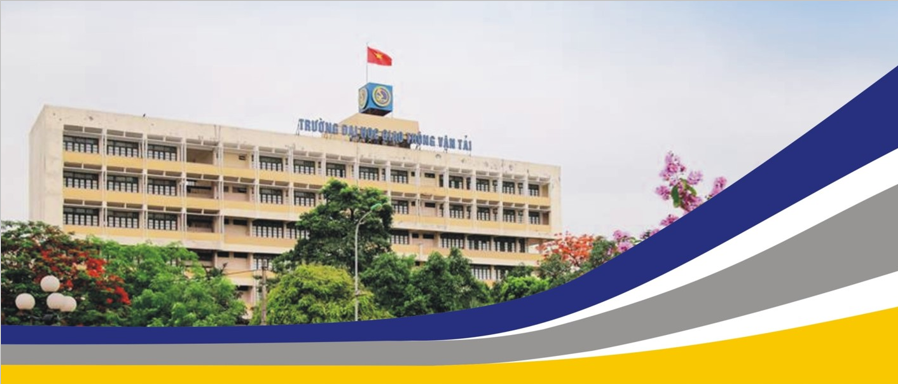 TRƯỜNG ĐẠI HỌC GIAO THÔNG VẬN TẢI